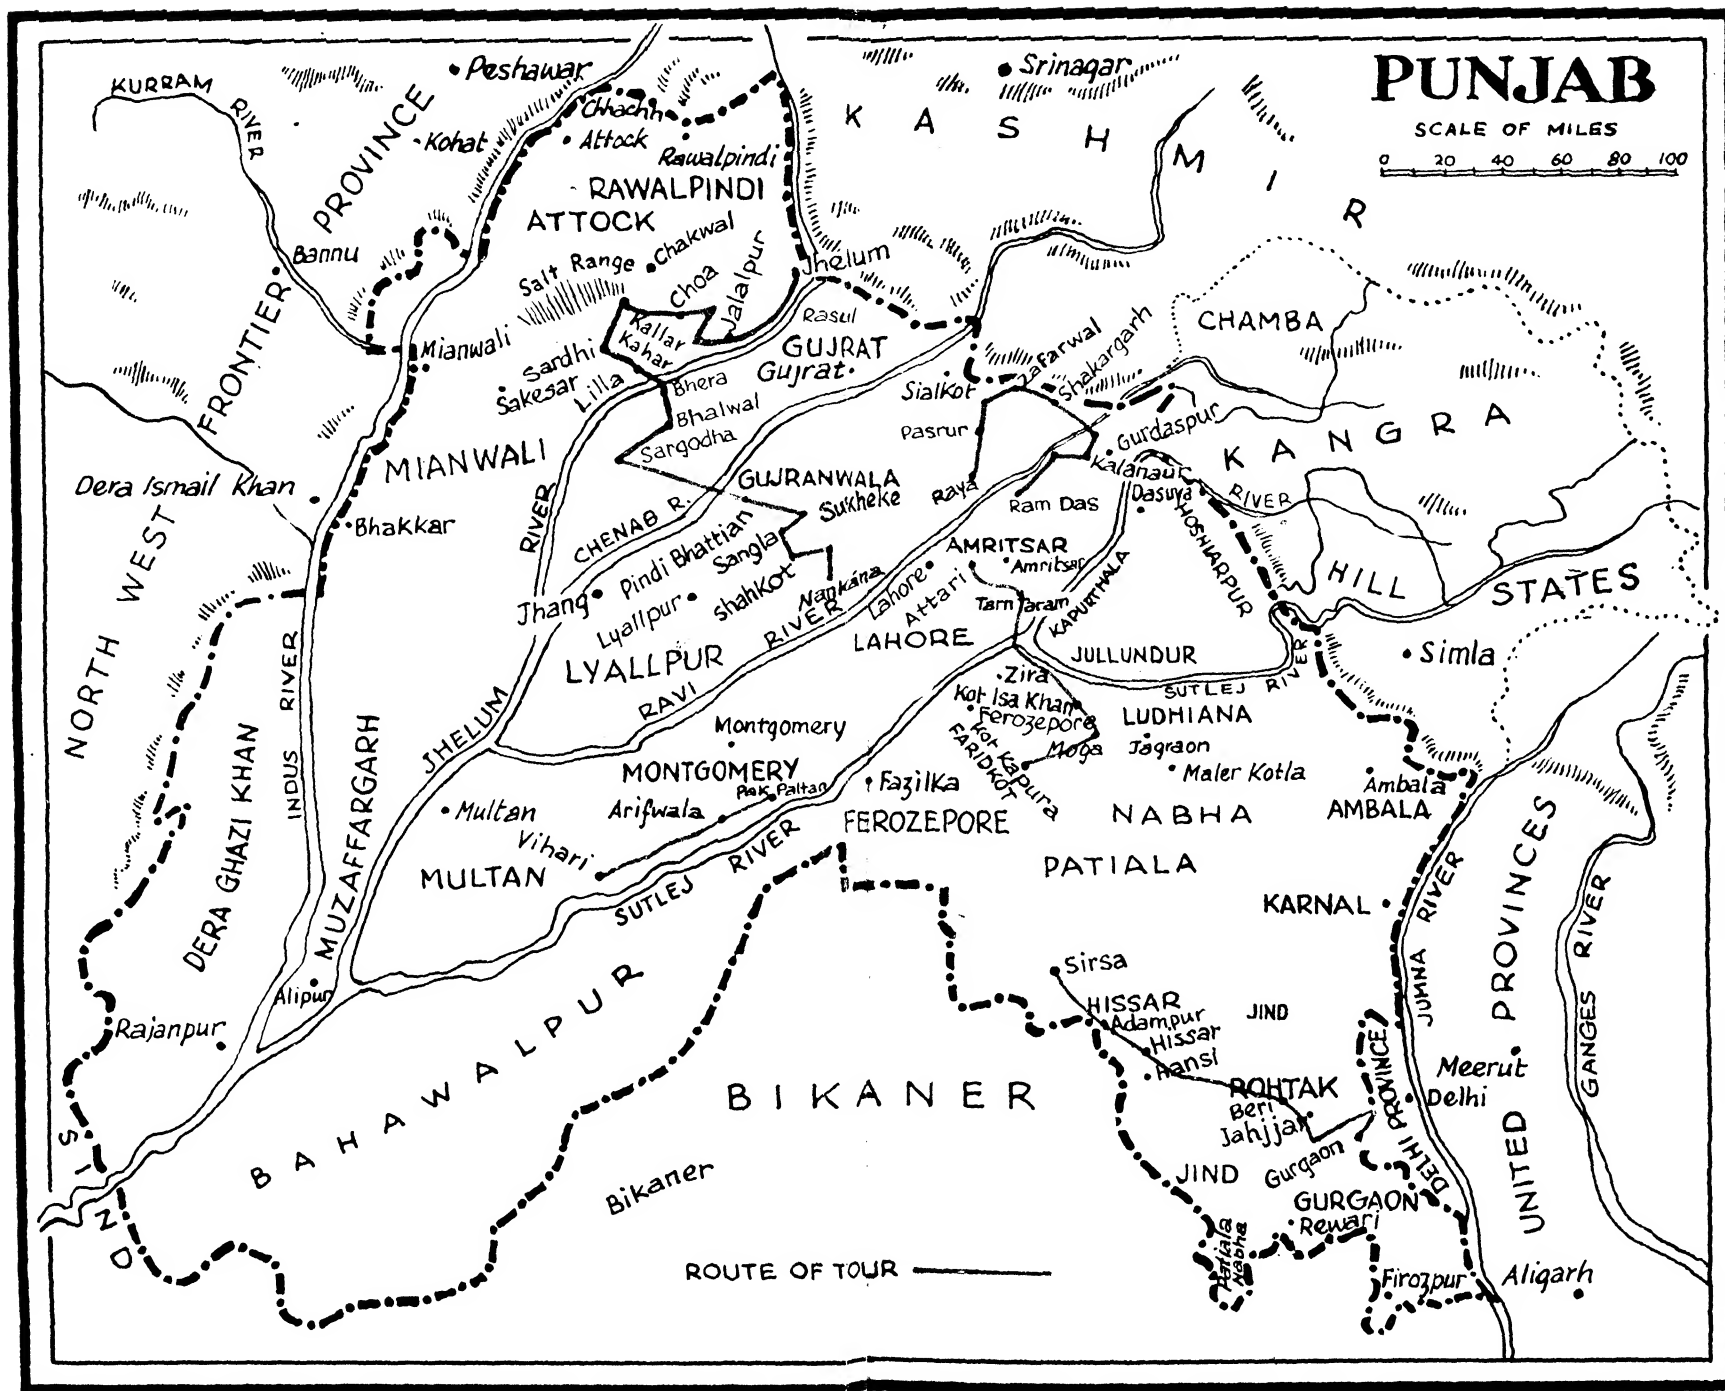 PUNJAB
SCALE OF MILES
0 20 40 60 80 100
KURRAM RIVER
Peshawar
Kohat
Chhachh
Attock
Rawalpindi
RAWALPINDI
ATTOCK
Srinagar
KASHMIR
NORTH WEST FRONTIER PROVINCE
Bannu
Salt Range
Chakwal
Choa
Jalalpur
Jhelum
Kallar Kahar
Rasul
GUJRAT
Gujrat
Mianwali
Sardhi
Sakesar
Lilla
Bhera
Bhalwal
Sargodha
Sialkot
Zafarwal
Shakargarh
CHAMBA
Pasrur
Gurdaspur
KANGRA
MIANWALI
Dera Ismail Khan
Bhakkar
GUJRANWALA
Sukheke
Raya
Kalanaur
Ram Das
Dasuya
RIVER
HOSHIARPUR
RIVER
CHENAB R.
Pindi Bhattian
Sangla
Shahkot
Nankana
Jhang
Lyallpur
LYALLPUR
AMRITSAR
Amritsar
Lahore
Attari
Tarn Taran
KAPURTHALA
HILL STATES
RAVI RIVER
LAHORE
JULLUNDUR
SUTLEJ RIVER
Simla
INDUS RIVER
JHELUM
Zira
Kot Isa Khan
Ferozepore
Moga
Kot Kapura
FARIDKOT
LUDHIANA
Jagraon
Maler Kotla
Montgomery
MONTGOMERY
Pak Pattan
Arifwala
Fazilka
Ambala
AMBALA
DERA GHAZI KHAN
MUZAFFARGARH
Multan
Vihari
MULTAN
FEROZEPORE
NABHA
PATIALA
SUTLEJ RIVER
KARNAL
JUMNA RIVER
UNITED PROVINCES
GANGES RIVER
Alipur
Rajanpur
Sirsa
HISSAR
Adampur
Hissar
Hansi
JIND
BAHAWALPUR
BIKANER
ROHTAK
Beri
Jahjjar
DELHI PROVINCE
Meerut
Delhi
SIND
Bikaner
JIND
Gurgaon
GURGAON
Rewari
Patiala
Nabha
Firozpur
Aligarh
ROUTE OF TOUR